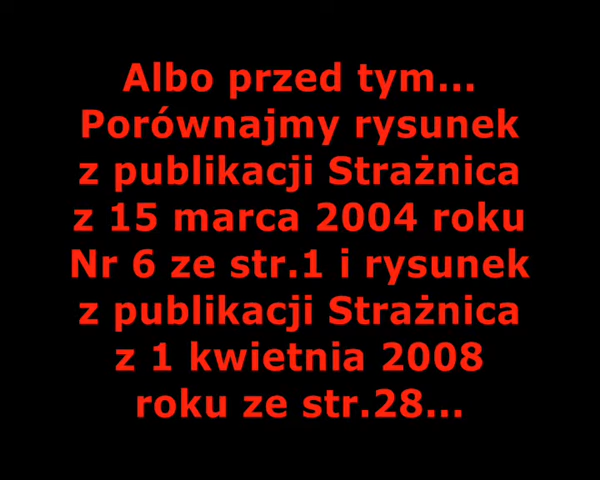 Albo przed tym...
Porównajmy rysunek
z publikacji Strażnica
z 15 marca 2004 roku
Nr 6 ze str.1 i rysunek
z publikacji Strażnica
z 1 kwietnia 2008
roku ze str.28...